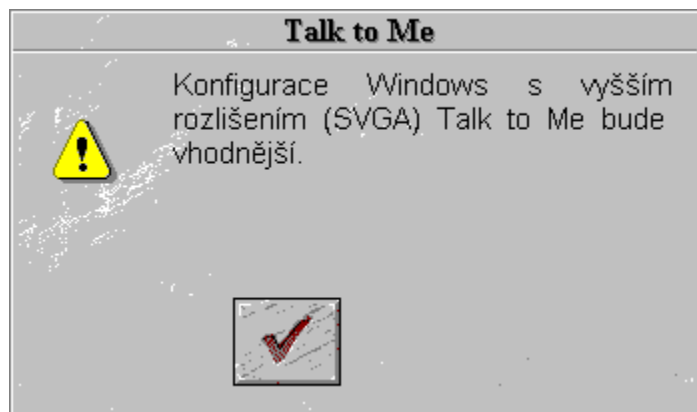 Talk to Me
Konfigurace Windows s vyšším
rozlišením (SVGA) Talk to Me bude
vhodnější.